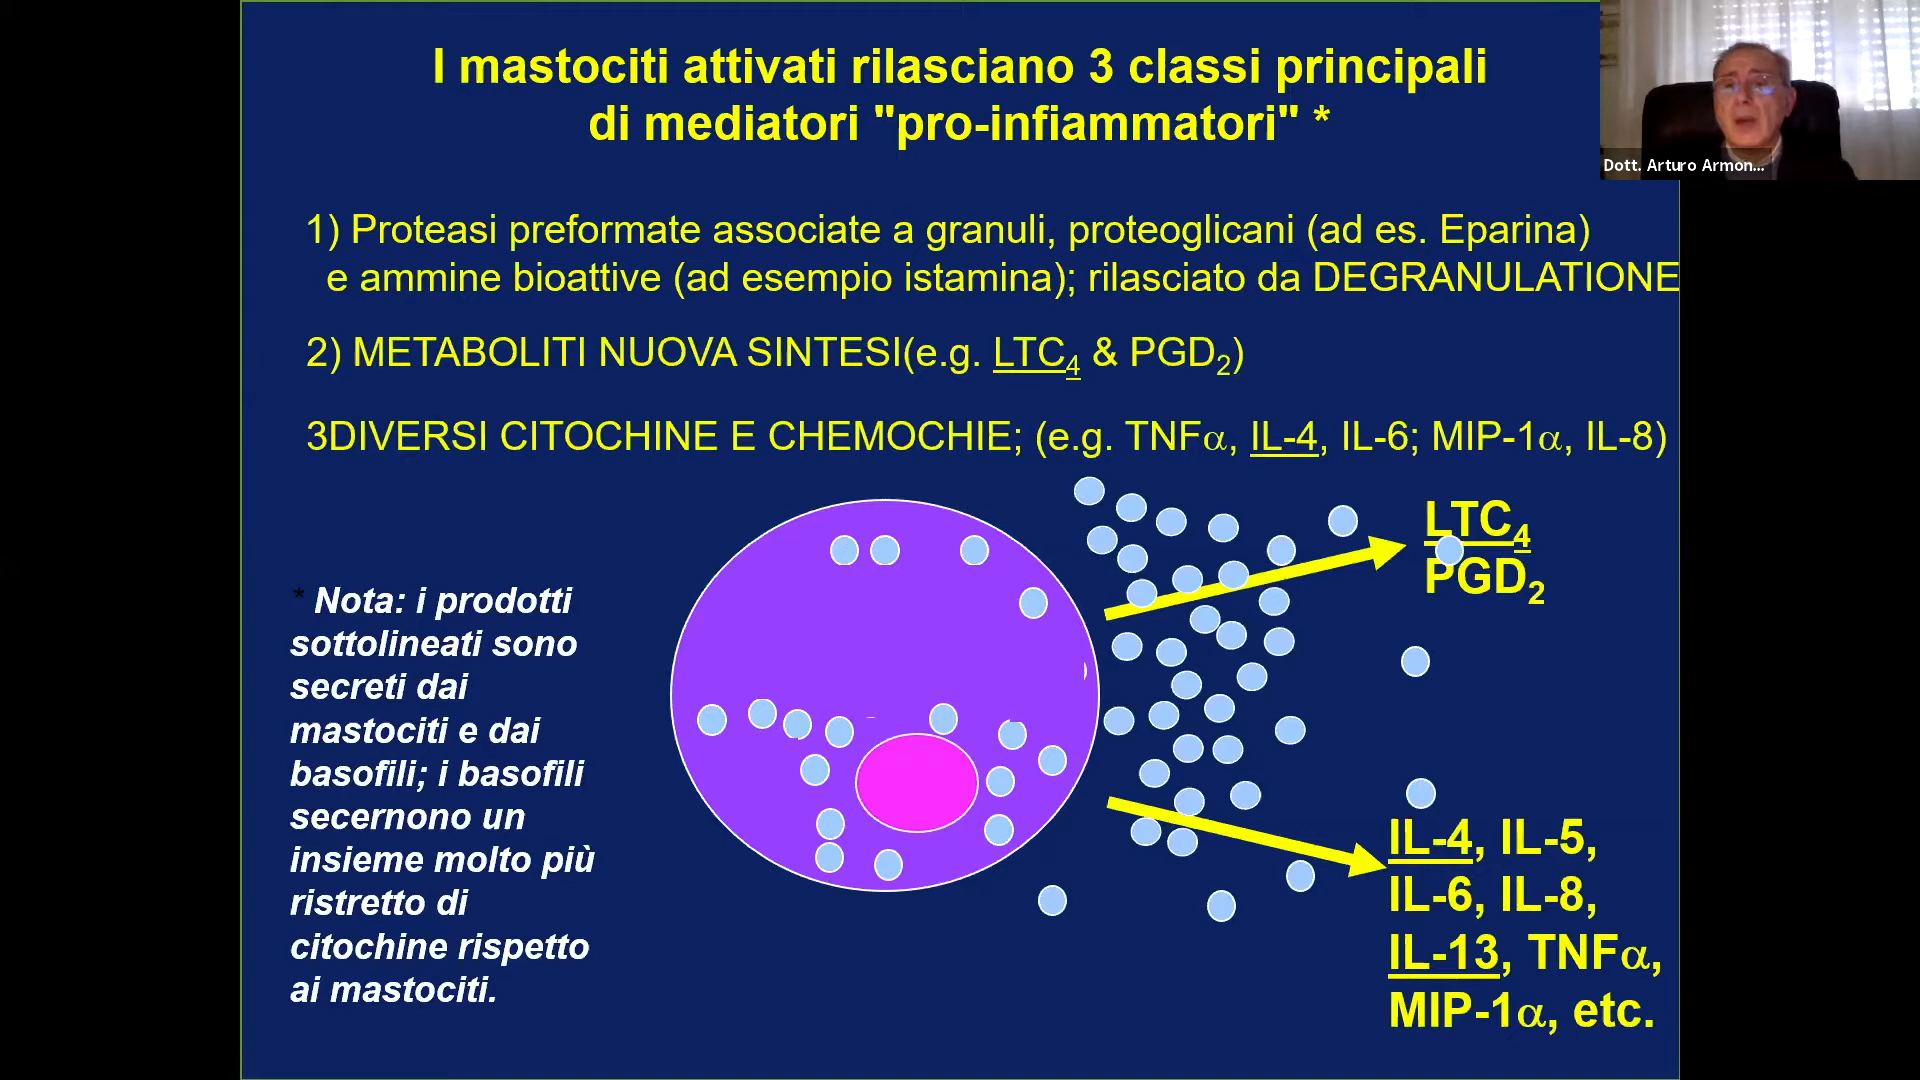 I mastociti attivati rilasciano 3 classi principali
di mediatori "pro-infiammatori" *
Dott. Arturo Armon...
1) Proteasi preformate associate a granuli, proteoglicani (ad es. Eparina)
e ammine bioattive (ad esempio istamina); rilasciato da DEGRANULATIONE
2) METABOLITI NUOVA SINTESI(e.g. LTC4 & PGD2)
3DIVERSI CITOCHINE E CHEMOCHIE; (e.g. TNFα, IL-4, IL-6; MIP-1α, IL-8)
LTC4
PGD2
* Nota: i prodotti
sottolineati sono
secreti dai
mastociti e dai
basofili; i basofili
secernono un
insieme molto più
ristretto di
citochine rispetto
ai mastociti.
IL-4, IL-5,
IL-6, IL-8,
IL-13, TNFα,
MIP-1α, etc.